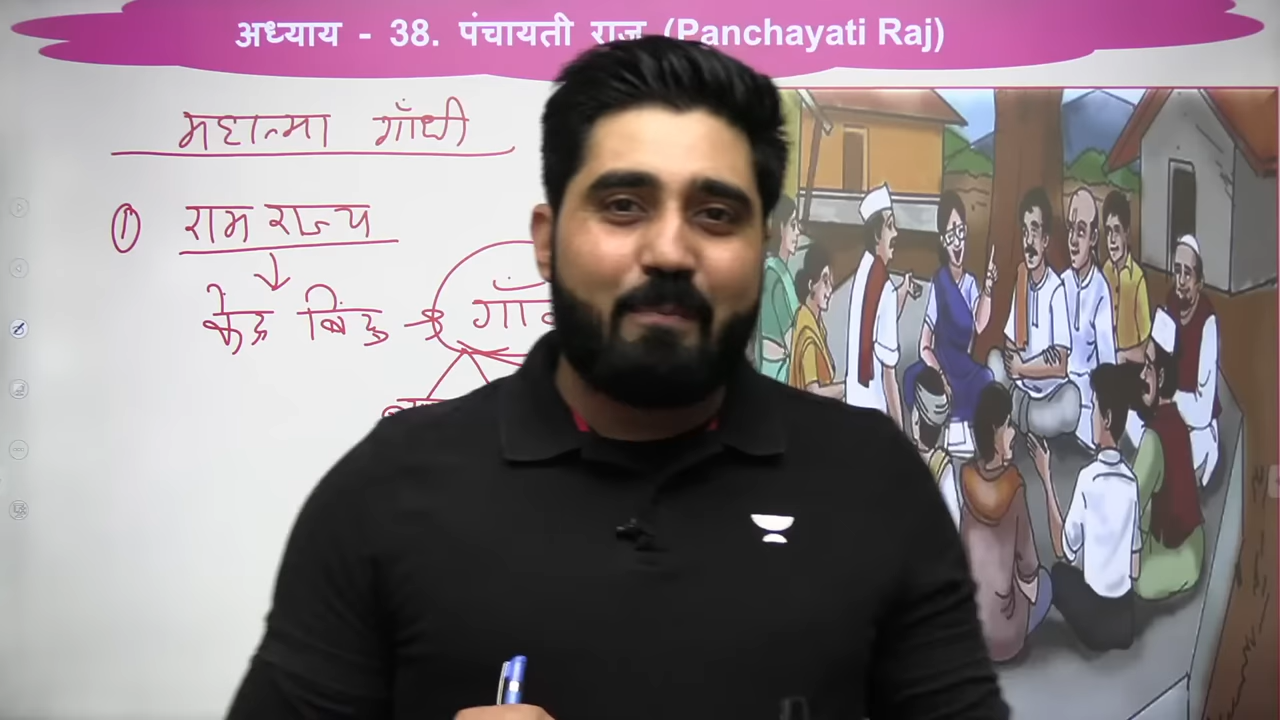 अध्याय - 38. पंचायती राज (Panchayati Raj)
महात्मा गाँधी
① राम राज्य
केंद्र बिंदु